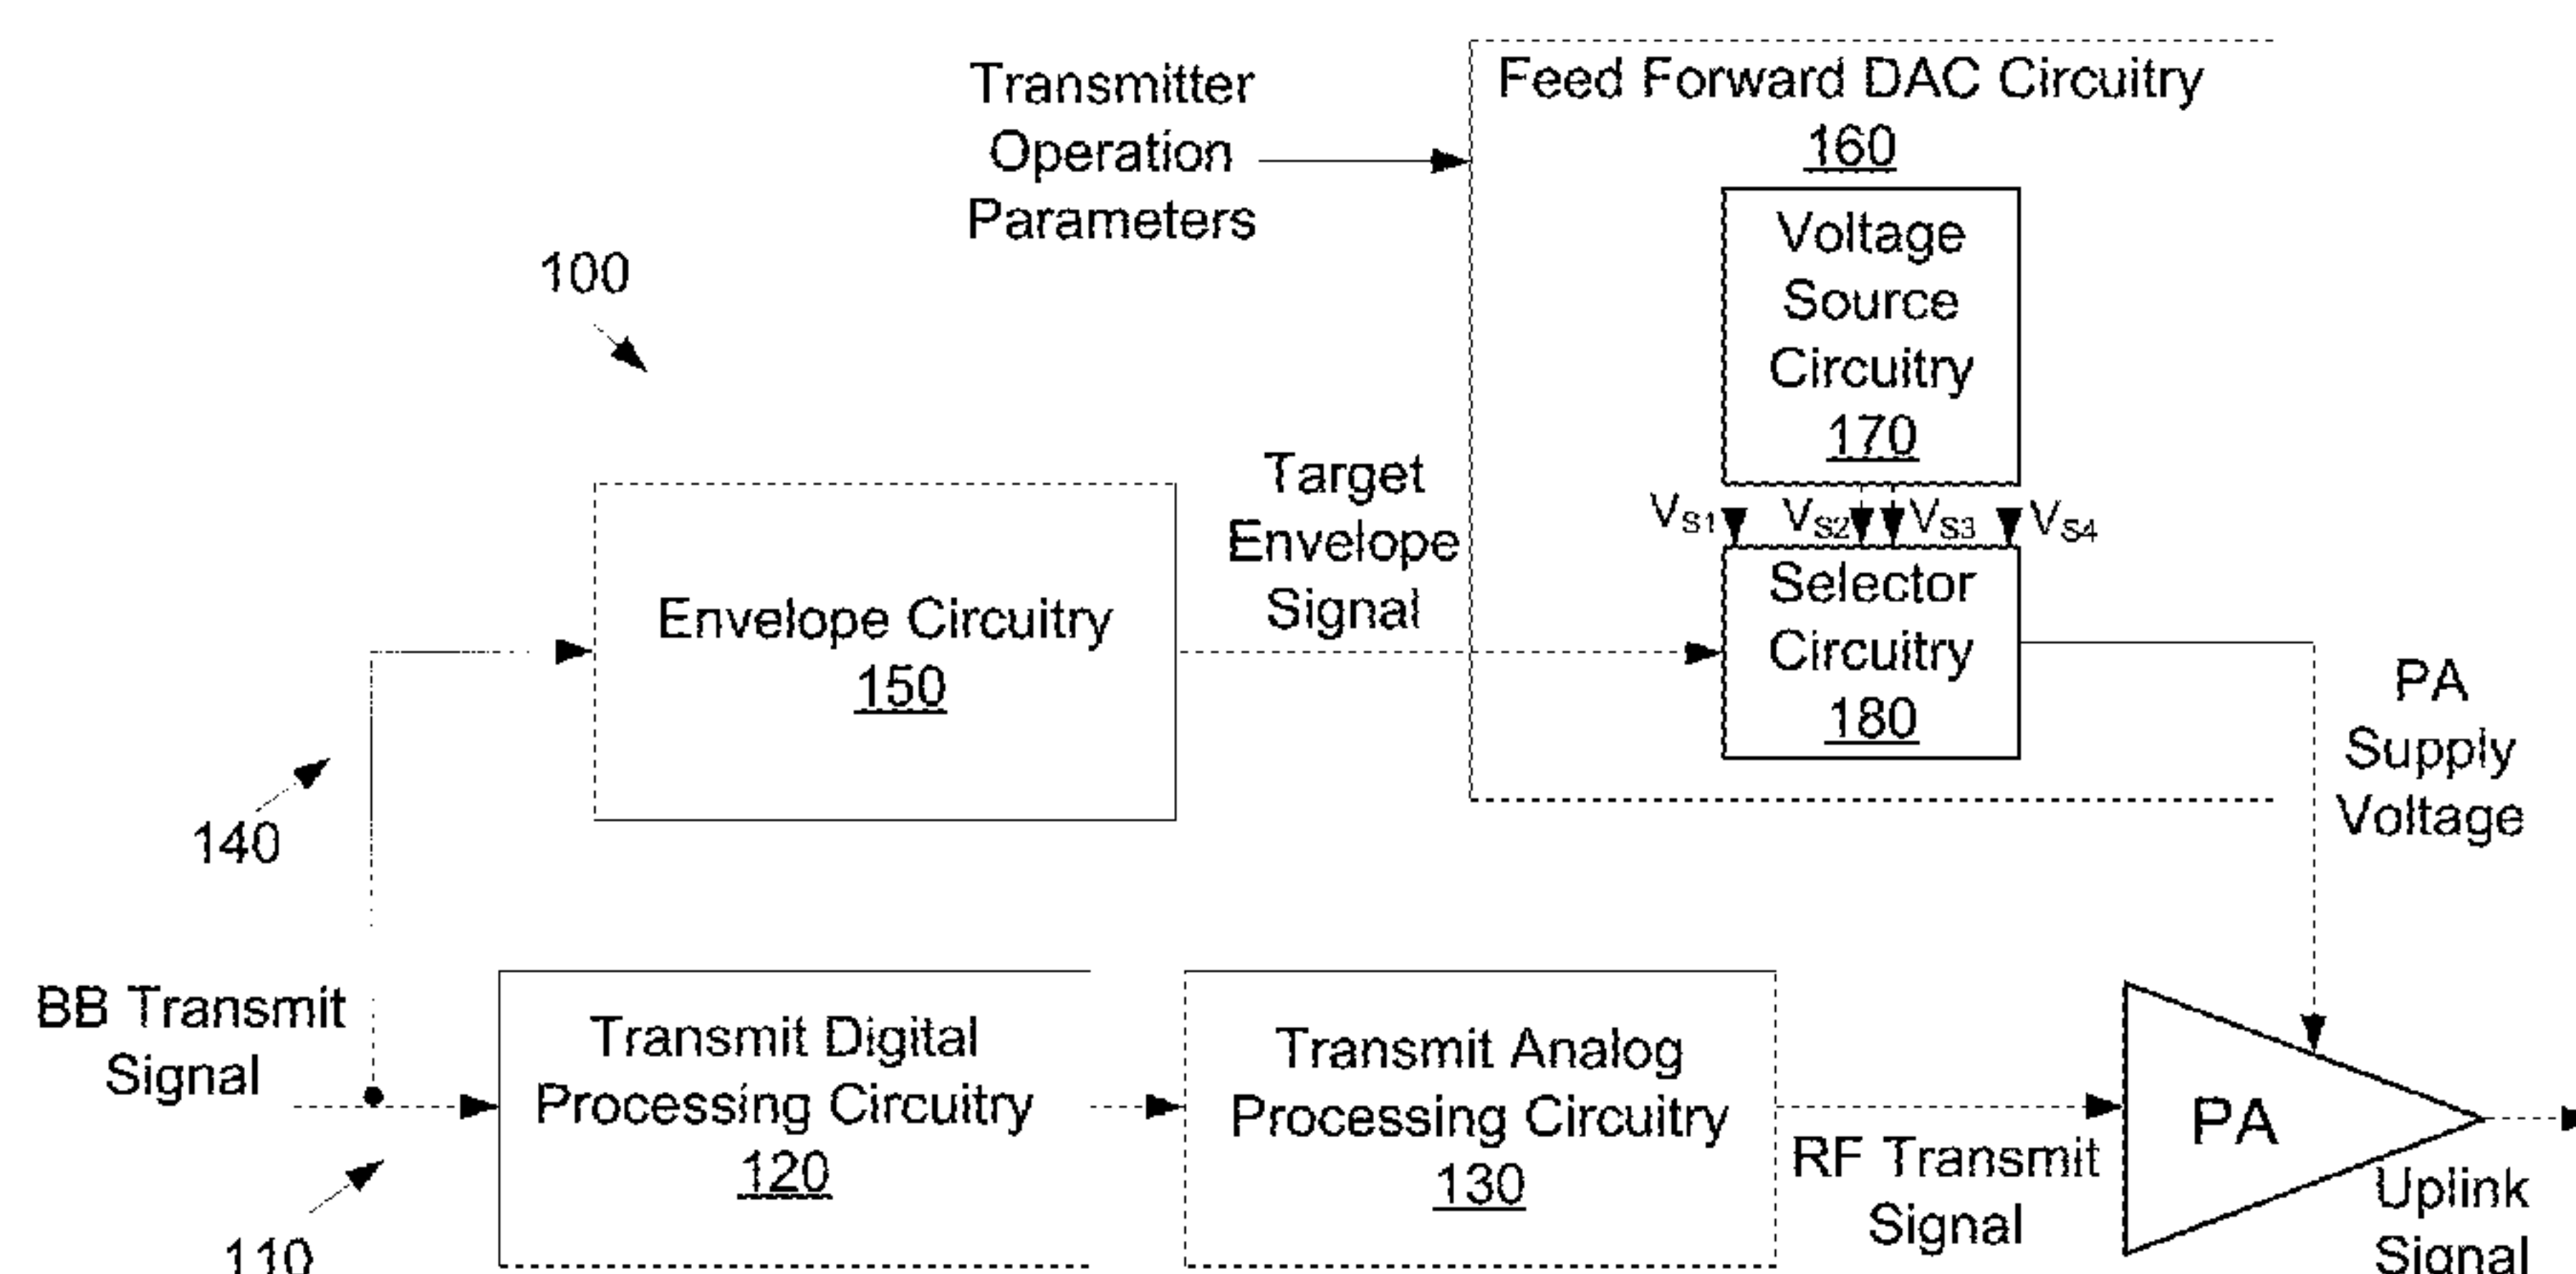 Transmitter
Operation
Parameters
Feed Forward DAC Circuitry
160
Voltage
Source
Circuitry
170
100
Target
Envelope
Signal
VS1
VS2
VS3
VS4
Selector
Circuitry
180
Envelope Circuitry
150
PA
Supply
Voltage
140
BB Transmit
Signal
Transmit Digital
Processing Circuitry
120
Transmit Analog
Processing Circuitry
130
RF Transmit
Signal
PA
Uplink
Signal
110